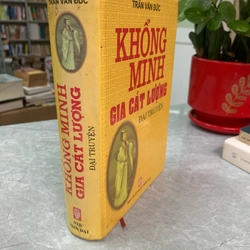 TRẦN VĂN ĐỨC
KHỔNG
MINH
GIA CÁT LƯỢNG
ĐẠI TRUYỆN
KHỔNG MINH
GIA CÁT LƯỢNG
ĐẠI TRUYỆN